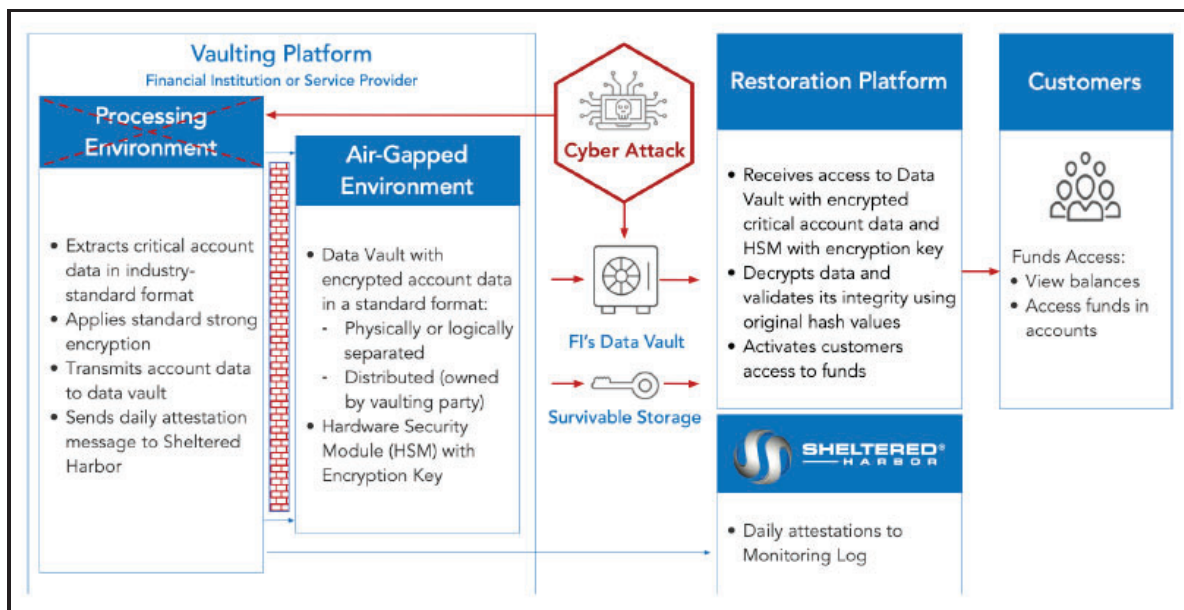 Vaulting Platform
Financial Institution or Service Provider
Processing
Environment
• Extracts critical account
data in industry-
standard format
• Applies standard strong
encryption
• Transmits account data
to data vault
• Sends daily attestation
message to Sheltered
Harbor
Air-Gapped
Environment
• Data Vault with
encrypted account data
in a standard format:
- Physically or logically
separated
- Distributed (owned
by vaulting party)
• Hardware Security
Module (HSM) with
Encryption Key
Cyber Attack
FI's Data Vault
Survivable Storage
Restoration Platform
• Receives access to Data
Vault with encrypted
critical account data and
HSM with encryption key
• Decrypts data and
validates its integrity using
original hash values
• Activates customers
access to funds
SHELTERED®
HARBOR
• Daily attestations to
Monitoring Log
Customers
Funds Access:
• View balances
• Access funds in
accounts